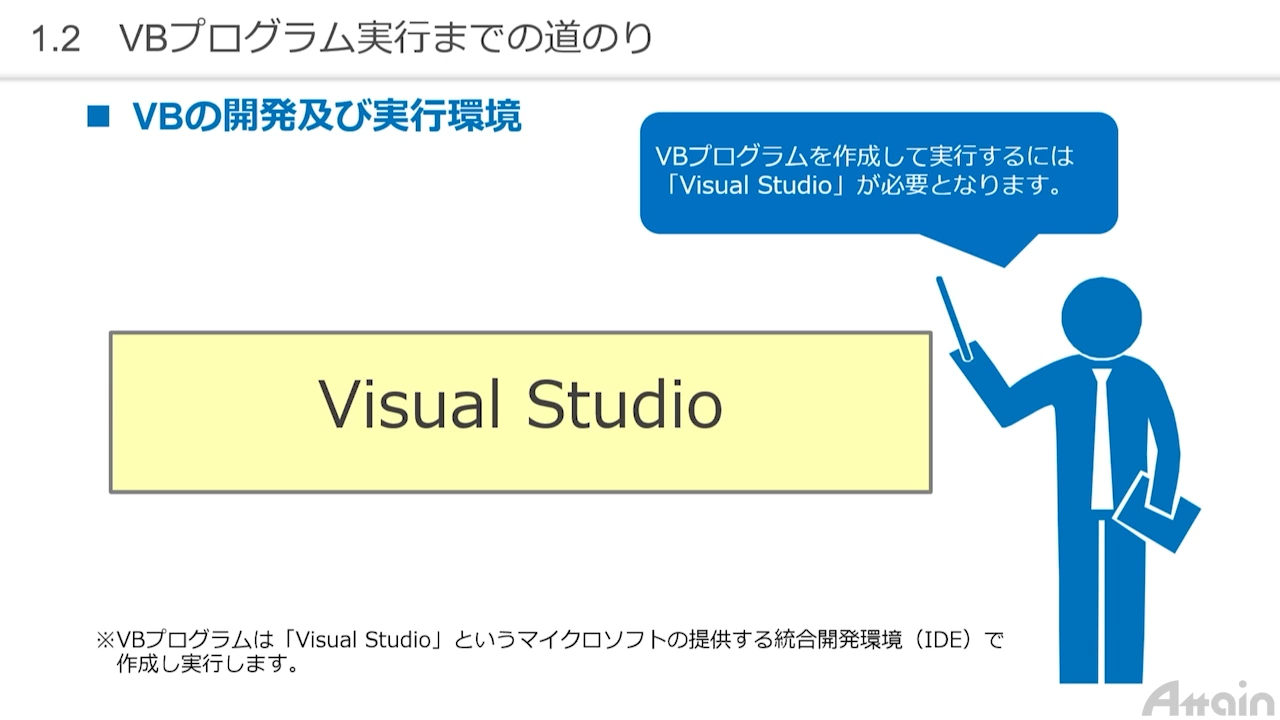 1.2 VBプログラム実行までの道のり
■ VBの開発及び実行環境
VBプログラムを作成して実行するには
「Visual Studio」が必要となります。
Visual Studio
※VBプログラムは「Visual Studio」というマイクロソフトの提供する統合開発環境（IDE）で
作成し実行します。
Attain